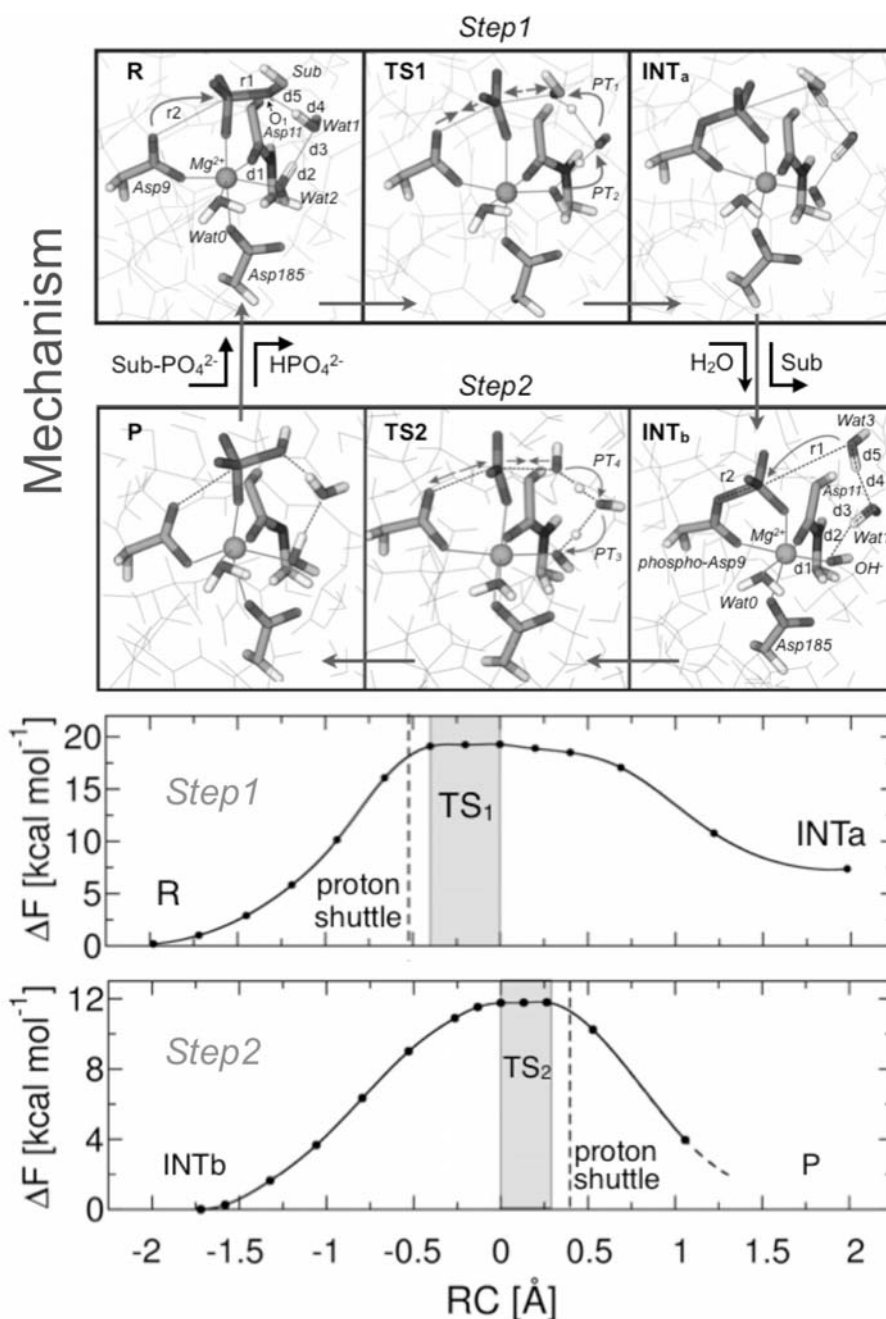 Step1
Mechanism
R
r1
Sub
d5
d4
r2
O₁
Asp11
Wat1
d3
Mg²⁺
d1
d2
Asp9
Wat2
Wat0
Asp185
TS1
PT₁
PT₂
INTₐ
Sub-PO₄²⁻
HPO₄²⁻
H₂O
Sub
Step2
P
TS2
PT₄
PT₃
INT_b
Wat3
r1
d5
r2
d4
Asp11
d3
Mg²⁺
d2
Wat1
phospho-Asp9
d1
OH⁻
Wat0
Asp185
20
15
10
5
0
ΔF [kcal mol⁻¹]
Step1
TS₁
INTa
R
proton
shuttle
12
8
4
0
ΔF [kcal mol⁻¹]
Step2
TS₂
INTb
proton
shuttle
P
-2 -1.5 -1 -0.5 0 0.5 1 1.5 2
RC [Å]